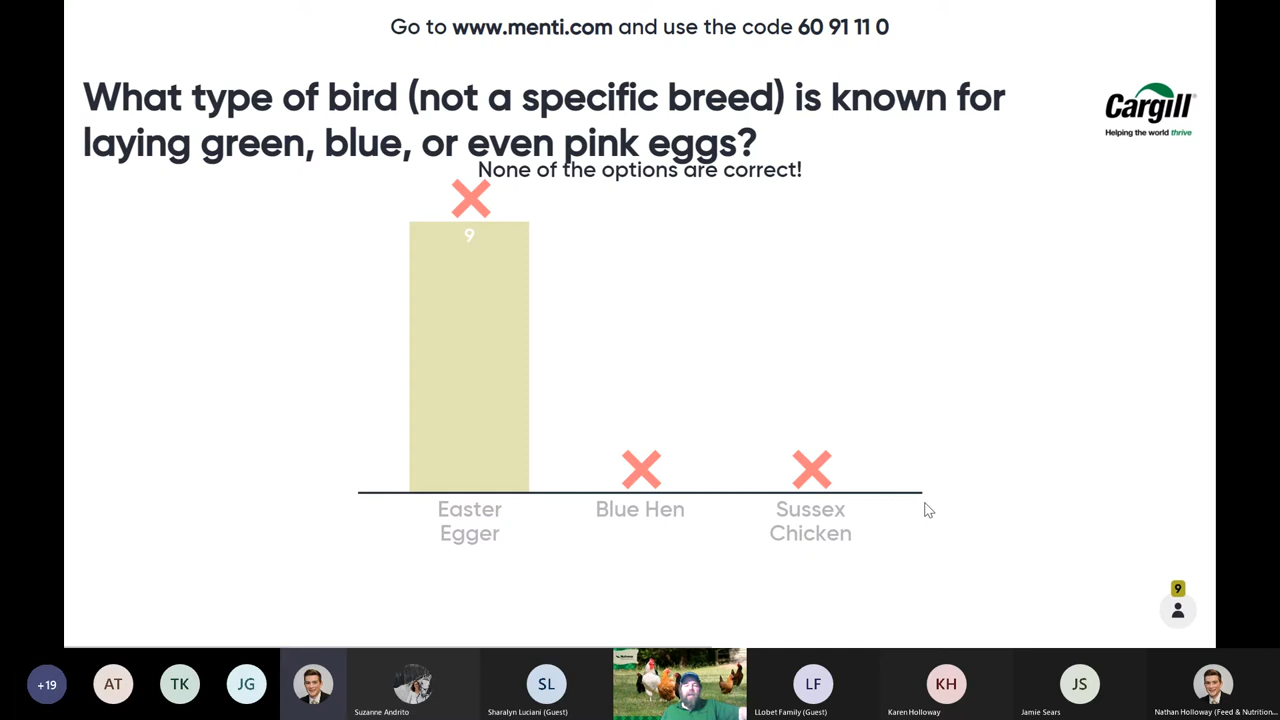 Go to www.menti.com and use the code 60 91 11 0
What type of bird (not a specific breed) is known for
laying green, blue, or even pink eggs?
Cargill®
Helping the world thrive
None of the options are correct!
9
Easter
Egger
Blue Hen
Sussex
Chicken
9
+19
AT
TK
JG
Suzanne Andrito
SL
Sharalyn Luciani (Guest)
LF
LLobet Family (Guest)
KH
Karen Holloway
JS
Jamie Sears
Nathan Holloway (Feed & Nutrition...